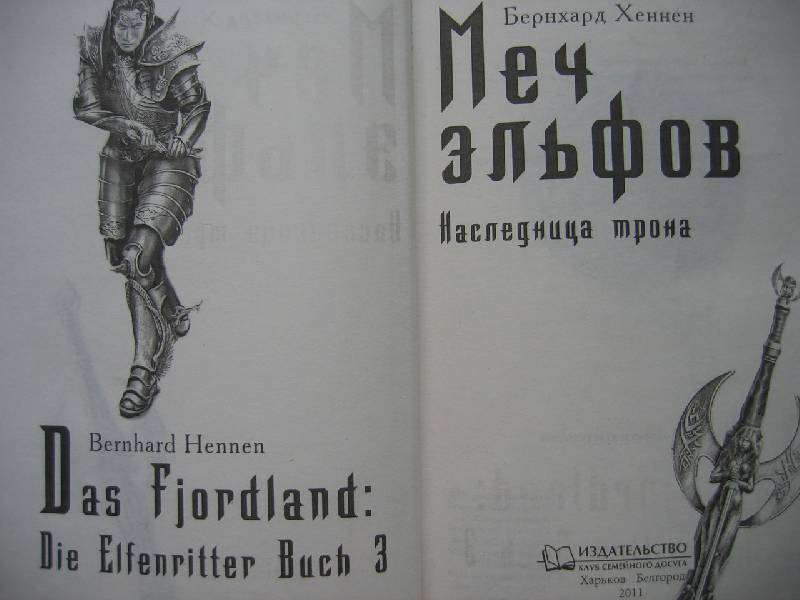 Bernhard Hennen
Das Fjordland:
Die Elfenritter Buch 3
Бернхард Хеннен
Меч
эльфов
Наследница трона
ИЗДАТЕЛЬСТВО
КЛУБ СЕМЕЙНОГО ДОСУГА
Харьков Белгород
2011